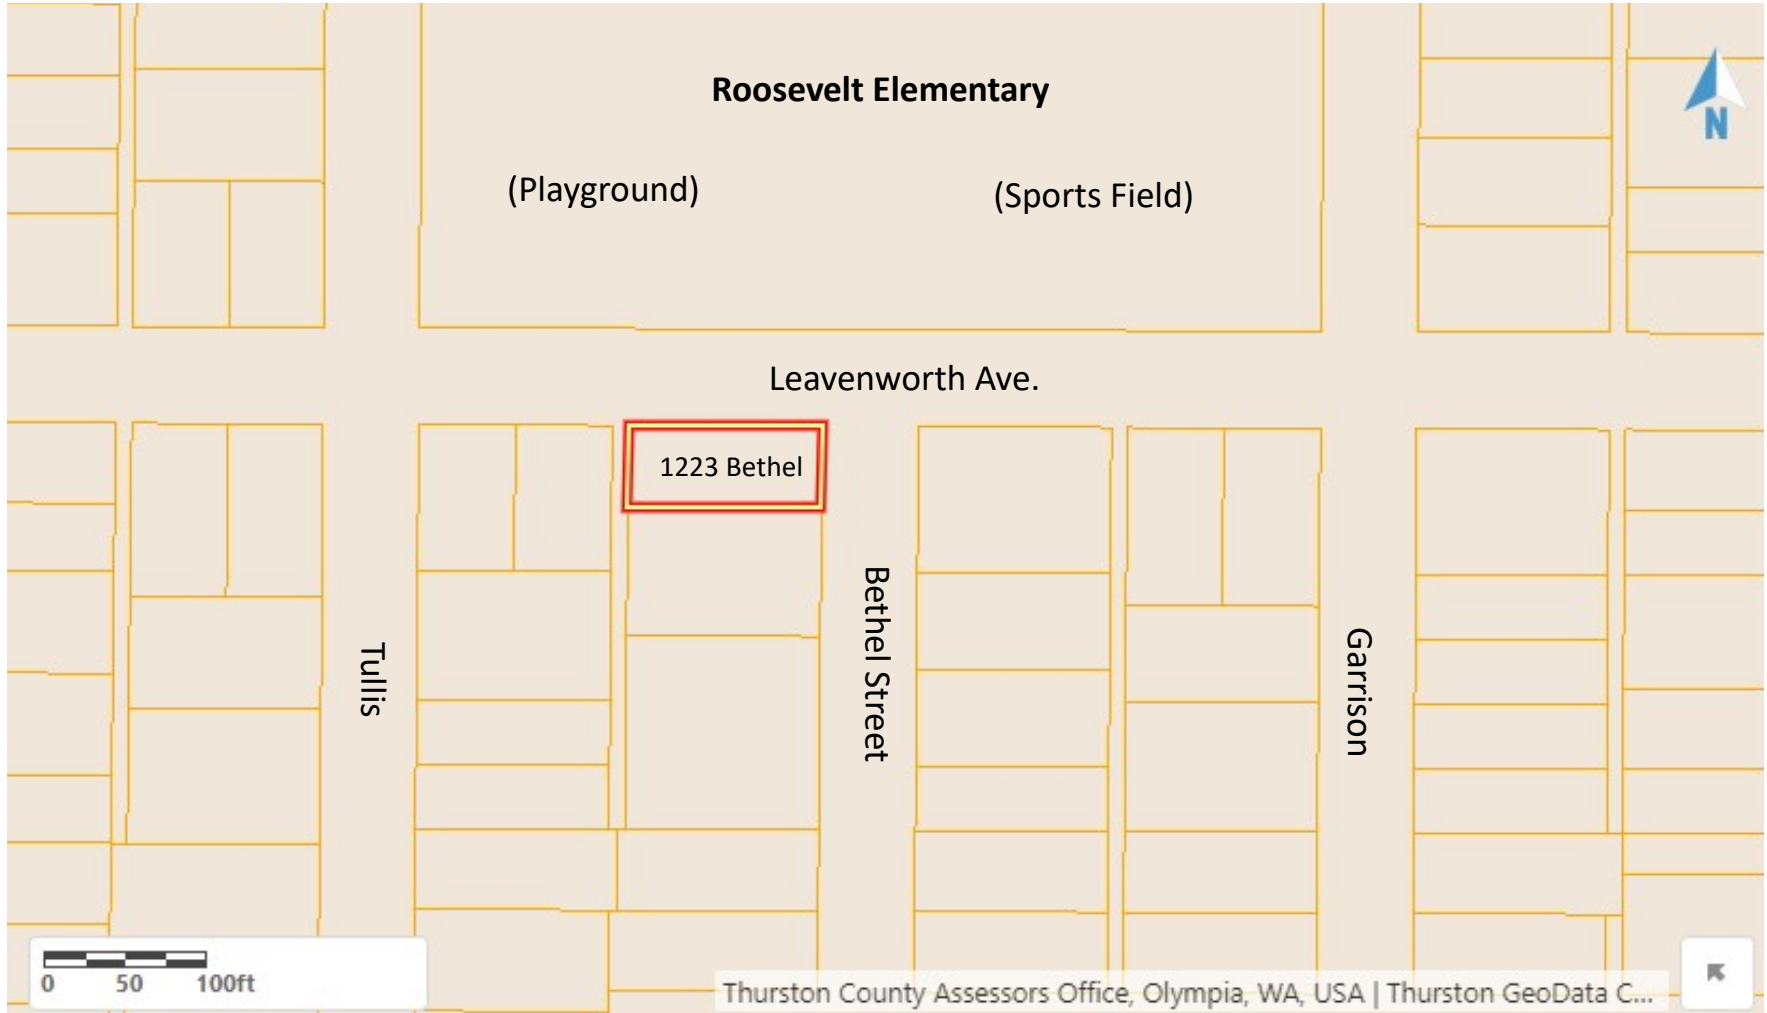 Roosevelt Elementary
N
(Playground)
(Sports Field)
Leavenworth Ave.
1223 Bethel
Tullis
Bethel Street
Garrison
0 50 100ft
Thurston County Assessors Office, Olympia, WA, USA | Thurston GeoData C...